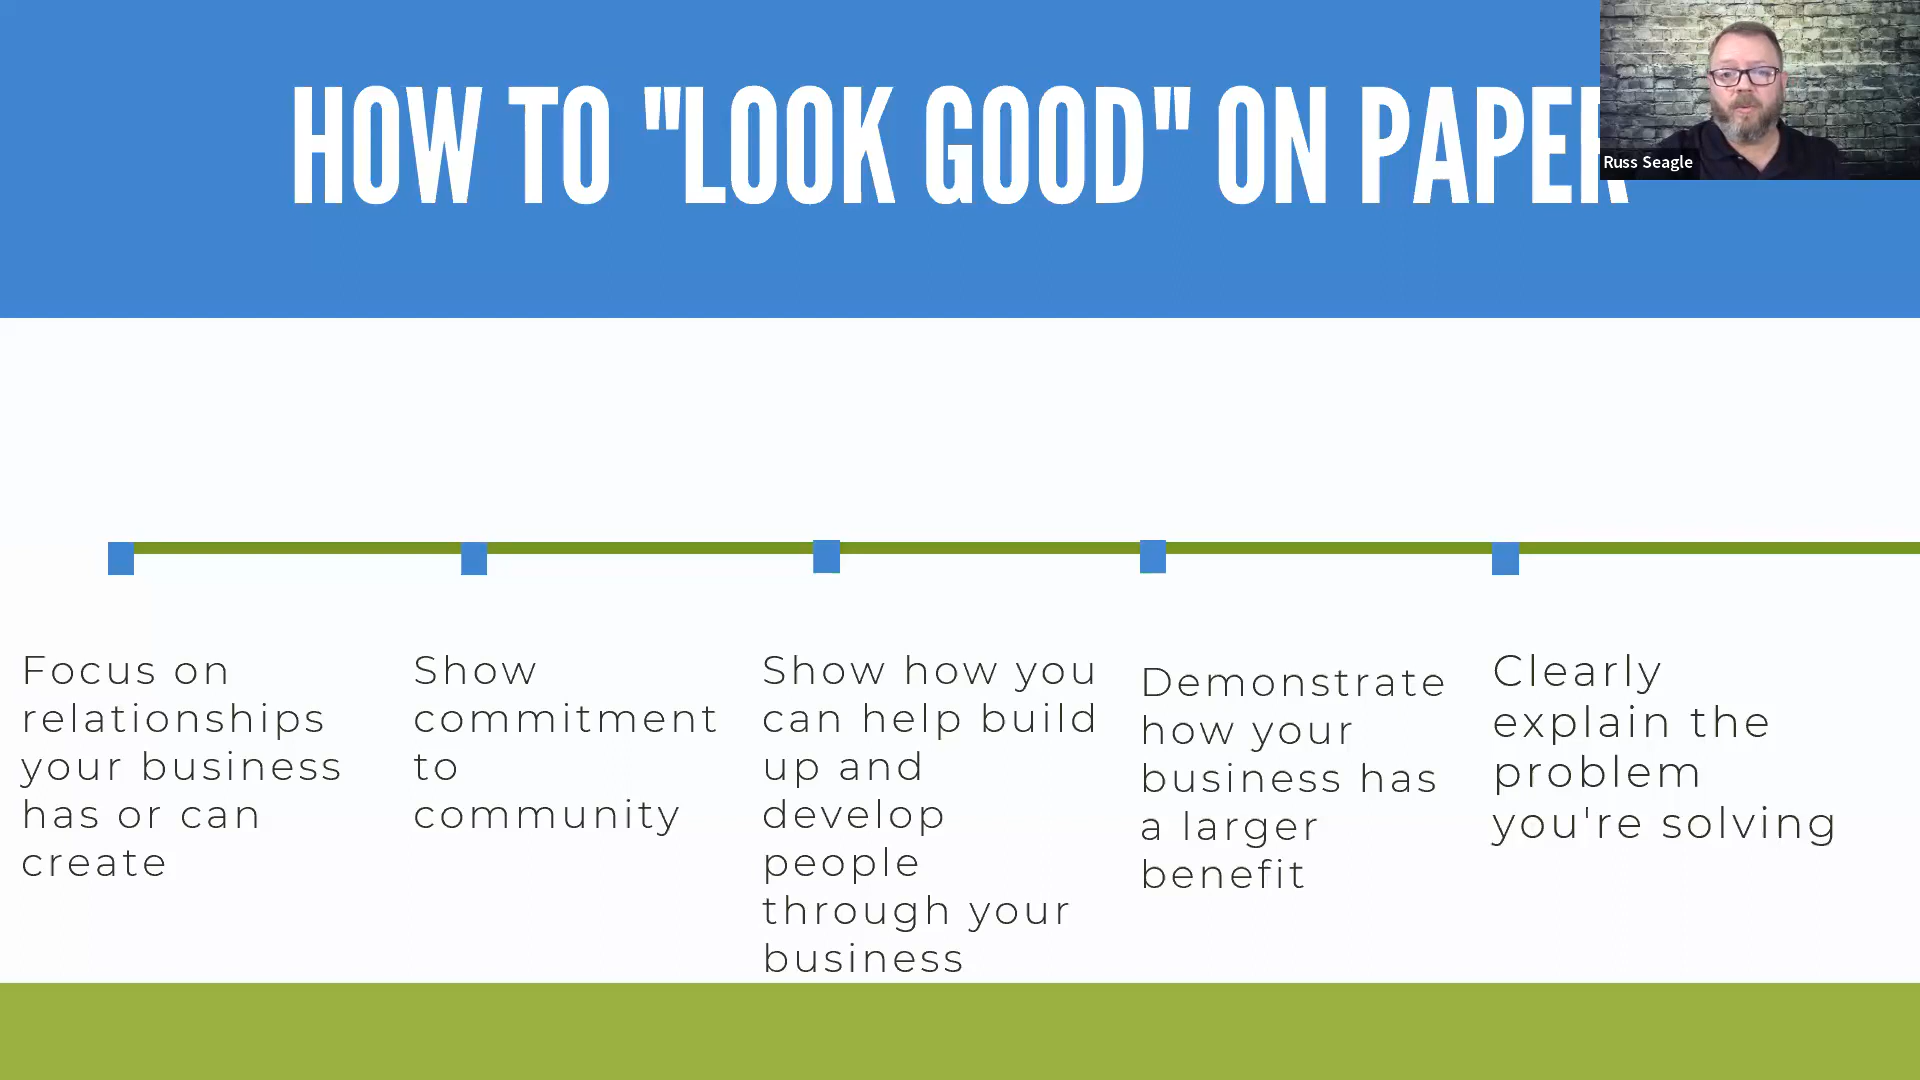 HOW TO "LOOK GOOD" ON PAPER
Russ Seagle
Focus on
relationships
your business
has or can
create
Show
commitment
to
community
Show how you
can help build
up and
develop
people
through your
business
Demonstrate
how your
business has
a larger
benefit
Clearly
explain the
problem
you're solving